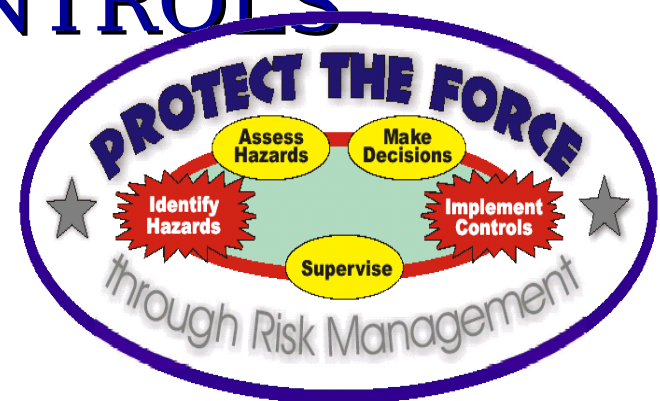 NTROLS
PROTECT THE FORCE
Assess
Hazards
Make
Decisions
Identify
Hazards
Implement
Controls
Supervise
through Risk Management